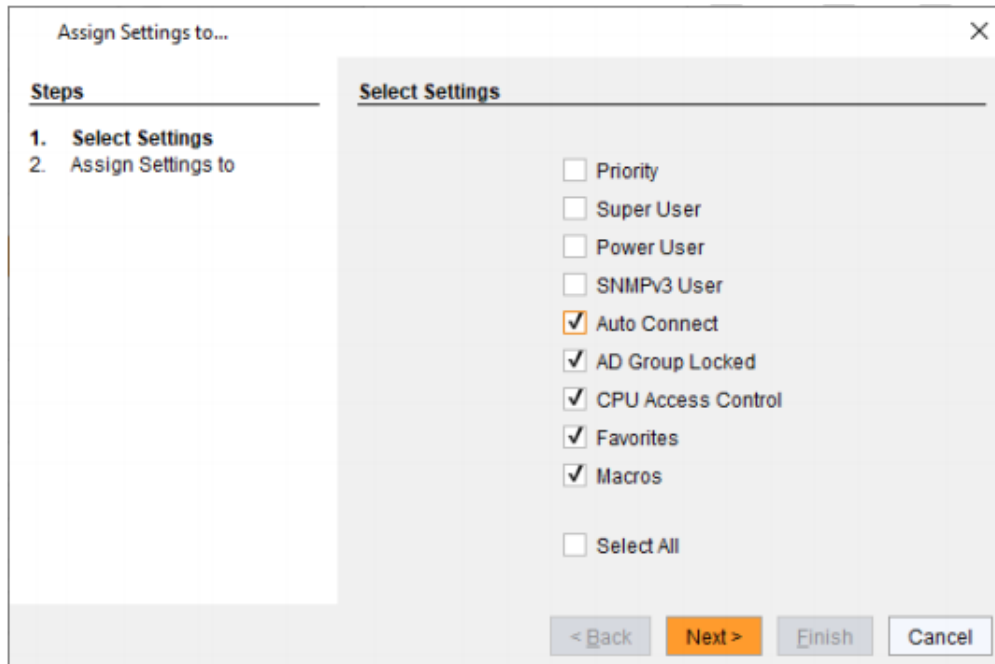 Assign Settings to...
Steps
1. Select Settings
2. Assign Settings to
Select Settings
Priority
Super User
Power User
SNMPv3 User
Auto Connect
AD Group Locked
CPU Access Control
Favorites
Macros
Select All
< Back
Next >
Finish
Cancel